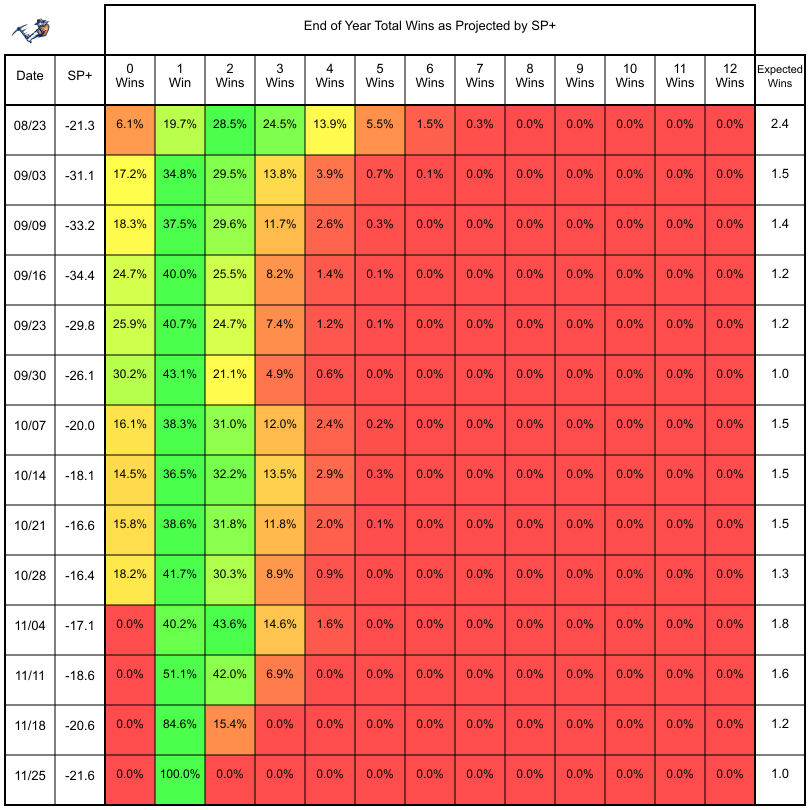 End of Year Total Wins as Projected by SP+
Date SP+ 0 Wins 1 Win 2 Wins 3 Wins 4 Wins 5 Wins 6 Wins 7 Wins 8 Wins 9 Wins 10 Wins 11 Wins 12 Wins Expected Wins
08/23 -21.3 6.1% 19.7% 28.5% 24.5% 13.9% 5.5% 1.5% 0.3% 0.0% 0.0% 0.0% 0.0% 0.0% 2.4
09/03 -31.1 17.2% 34.8% 29.5% 13.8% 3.9% 0.7% 0.1% 0.0% 0.0% 0.0% 0.0% 0.0% 0.0% 1.5
09/09 -33.2 18.3% 37.5% 29.6% 11.7% 2.6% 0.3% 0.0% 0.0% 0.0% 0.0% 0.0% 0.0% 0.0% 1.4
09/16 -34.4 24.7% 40.0% 25.5% 8.2% 1.4% 0.1% 0.0% 0.0% 0.0% 0.0% 0.0% 0.0% 0.0% 1.2
09/23 -29.8 25.9% 40.7% 24.7% 7.4% 1.2% 0.1% 0.0% 0.0% 0.0% 0.0% 0.0% 0.0% 0.0% 1.2
09/30 -26.1 30.2% 43.1% 21.1% 4.9% 0.6% 0.0% 0.0% 0.0% 0.0% 0.0% 0.0% 0.0% 0.0% 1.0
10/07 -20.0 16.1% 38.3% 31.0% 12.0% 2.4% 0.2% 0.0% 0.0% 0.0% 0.0% 0.0% 0.0% 0.0% 1.5
10/14 -18.1 14.5% 36.5% 32.2% 13.5% 2.9% 0.3% 0.0% 0.0% 0.0% 0.0% 0.0% 0.0% 0.0% 1.5
10/21 -16.6 15.8% 38.6% 31.8% 11.8% 2.0% 0.1% 0.0% 0.0% 0.0% 0.0% 0.0% 0.0% 0.0% 1.5
10/28 -16.4 18.2% 41.7% 30.3% 8.9% 0.9% 0.0% 0.0% 0.0% 0.0% 0.0% 0.0% 0.0% 0.0% 1.3
11/04 -17.1 0.0% 40.2% 43.6% 14.6% 1.6% 0.0% 0.0% 0.0% 0.0% 0.0% 0.0% 0.0% 0.0% 1.8
11/11 -18.6 0.0% 51.1% 42.0% 6.9% 0.0% 0.0% 0.0% 0.0% 0.0% 0.0% 0.0% 0.0% 0.0% 1.6
11/18 -20.6 0.0% 84.6% 15.4% 0.0% 0.0% 0.0% 0.0% 0.0% 0.0% 0.0% 0.0% 0.0% 0.0% 1.2
11/25 -21.6 0.0% 100.0% 0.0% 0.0% 0.0% 0.0% 0.0% 0.0% 0.0% 0.0% 0.0% 0.0% 0.0% 1.0